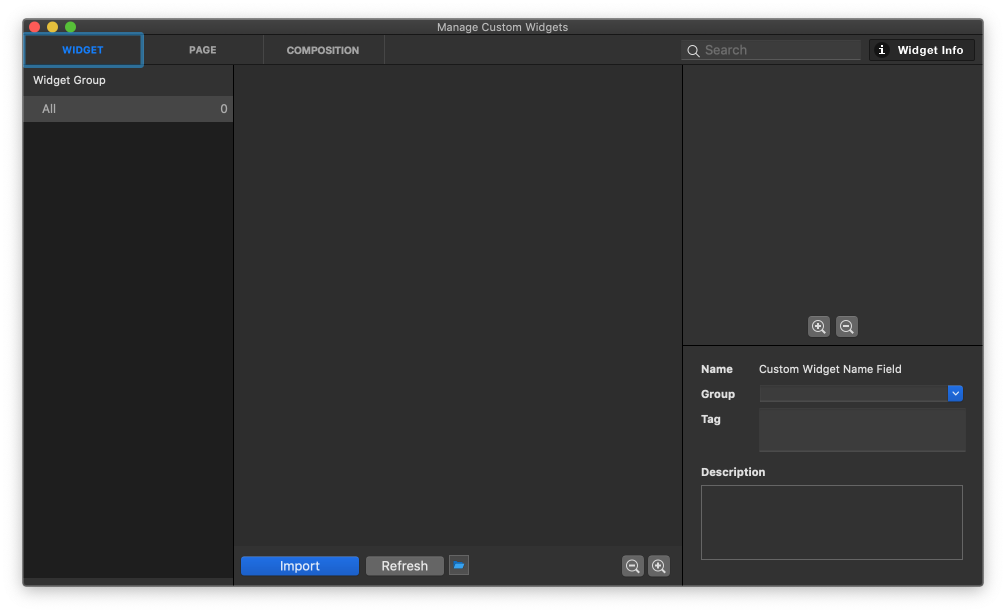 Manage Custom Widgets
WIDGET
PAGE
COMPOSITION
Search
i Widget Info
Widget Group
All 0
Name Custom Widget Name Field
Group
Tag
Description
Import
Refresh